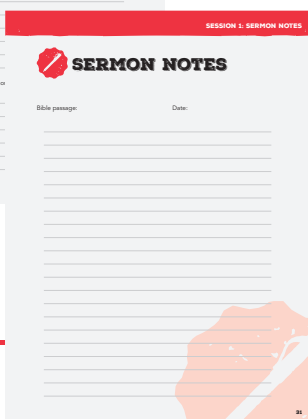 SESSION 1: SERMON NOTES
SERMON NOTES
Bible passage: Date:
31